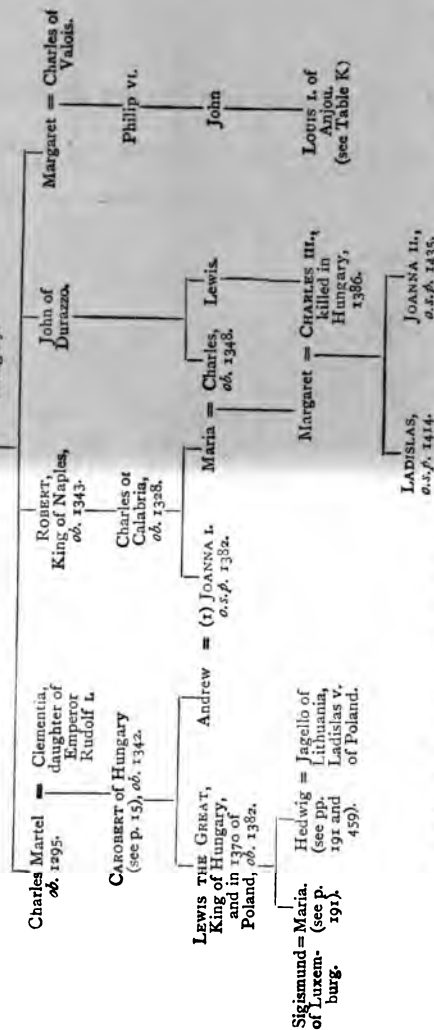 Charles Martel = Clementia,
ob. 1295. daughter of
Emperor
Rudolf I.
ROBERT,
King of Naples,
ob. 1343.
John of
Durazzo.
Margaret = Charles of
Valois.
CAROBERT of Hungary
(see p. 15), ob. 1342.
Charles of
Calabria,
ob. 1328.
Philip VI.
LEWIS THE GREAT,
King of Hungary,
and in 1370 of
Poland, ob. 1382.
Andrew = (1) JOANNA I.
o.s.p. 1382.
Maria = Charles,
ob. 1348.
Lewis.
John
Sigismund = Maria.
of Luxem- (see p.
burg. 191).
Hedwig = Jagello of
(see pp. Lithuania,
191 and Ladislas V.
459). of Poland.
Margaret = CHARLES III.,
killed in
Hungary,
1386.
LOUIS I. of
Anjou.
(see Table K)
LADISLAS,
o.s.p. 1414.
JOANNA II.,
o.s.p. 1435.